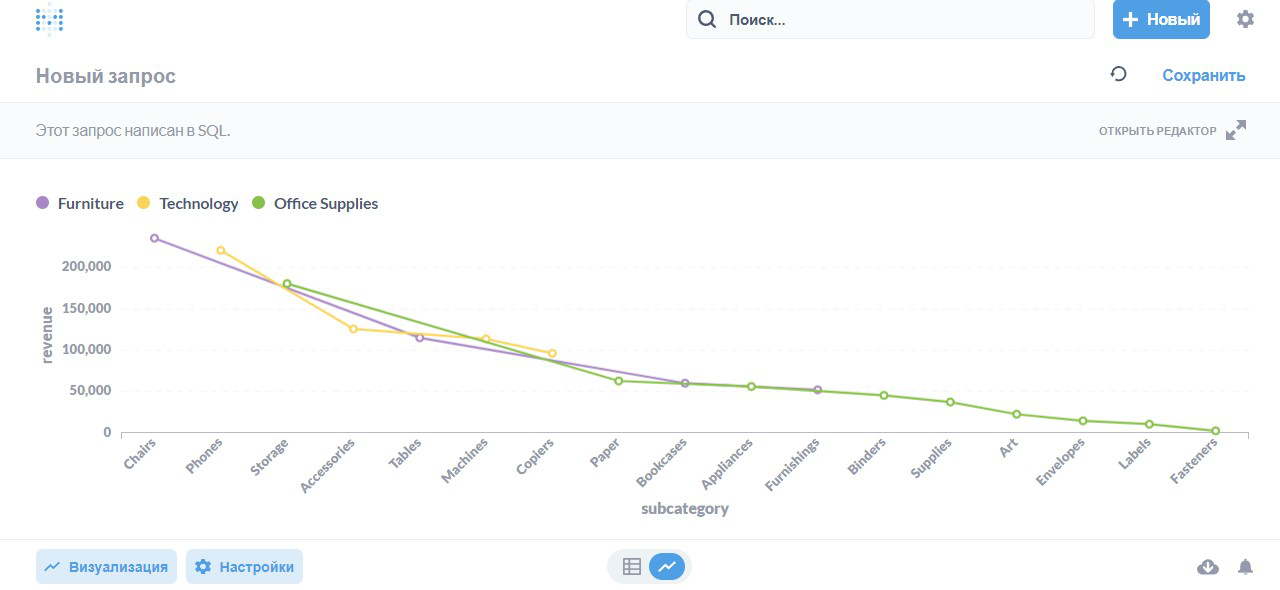 Поиск...
Новый
Новый запрос
Сохранить
Этот запрос написан в SQL.
ОТКРЫТЬ РЕДАКТОР
Furniture Technology Office Supplies
200,000
150,000
100,000
50,000
0
revenue
Chairs
Phones
Storage
Accessories
Tables
Machines
Copiers
Paper
Bookcases
Appliances
Furnishings
Binders
Supplies
Art
Envelopes
Labels
Fasteners
subcategory
Визуализация
Настройки